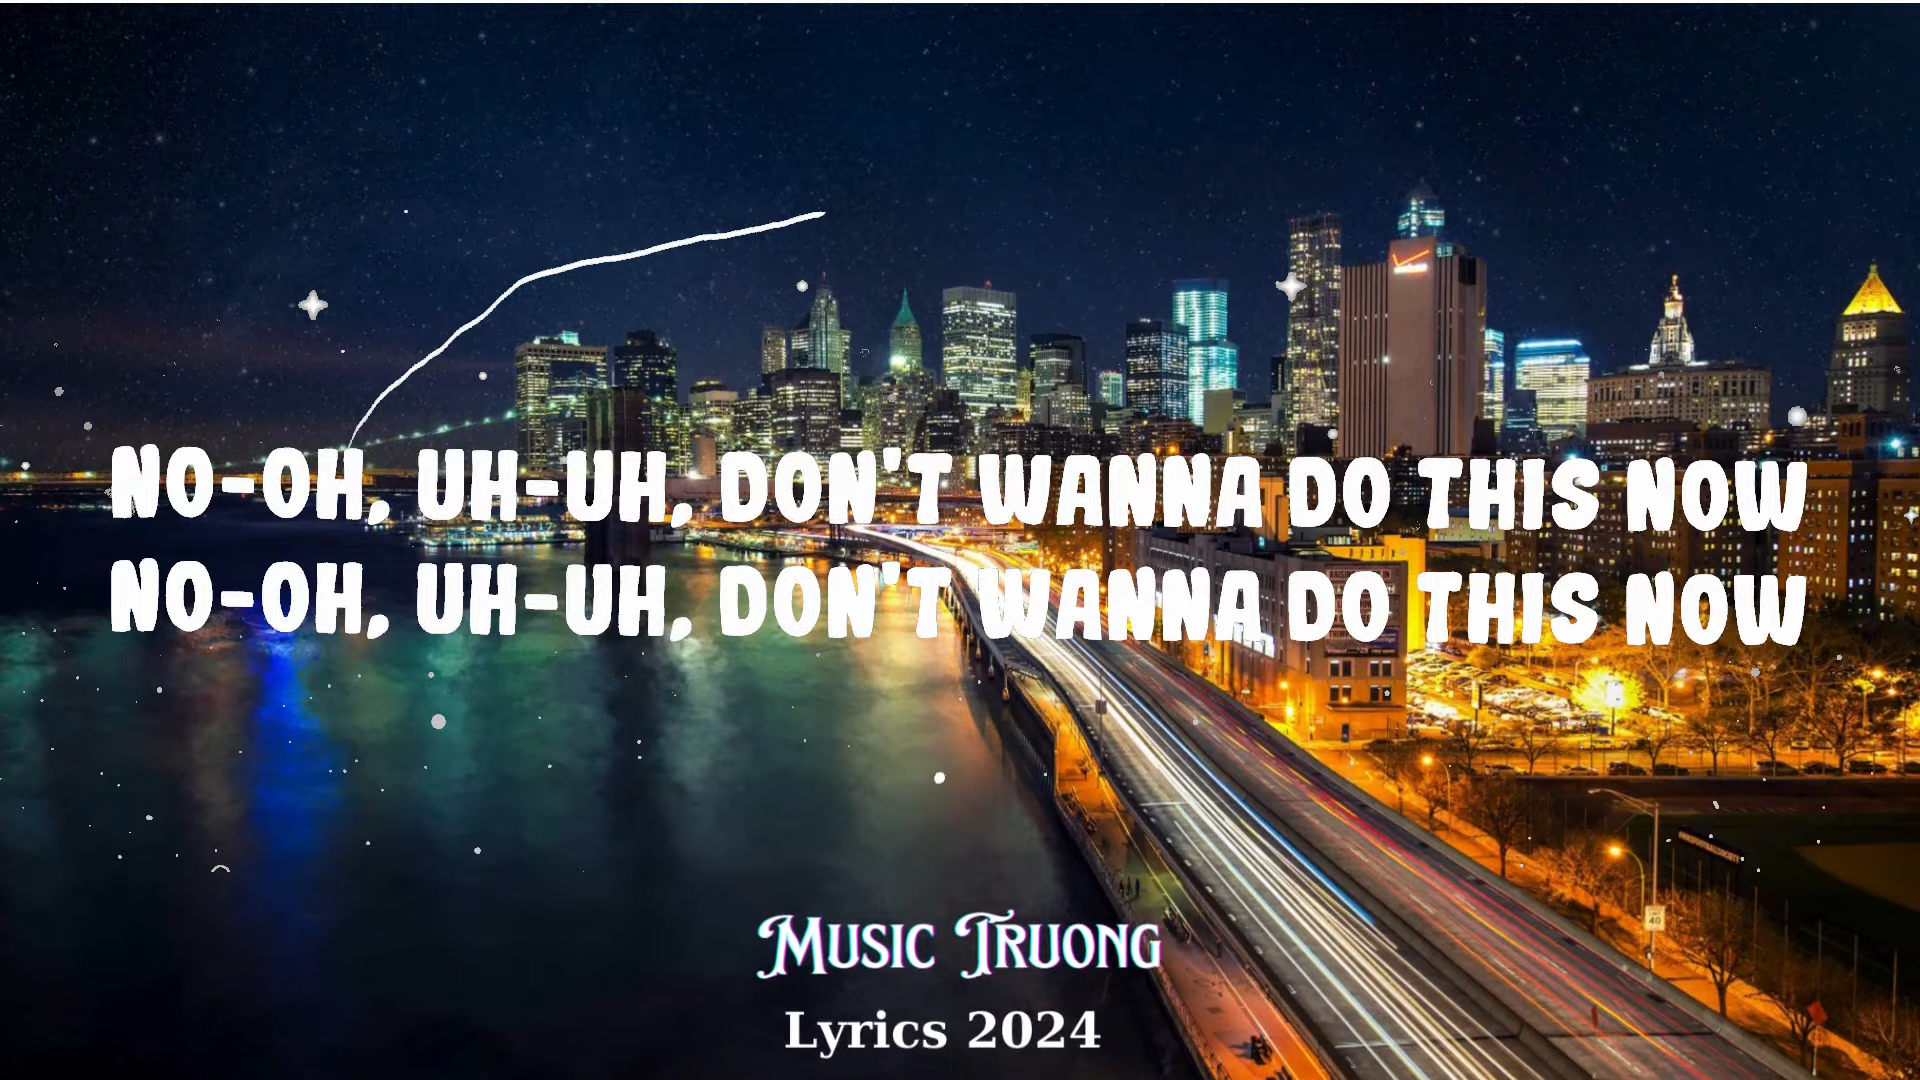 NO-OH, UH-UH, DON'T WANNA DO THIS NOW
NO-OH, UH-UH, DON'T WANNA DO THIS NOW
MUSIC TRUONG
Lyrics 2024